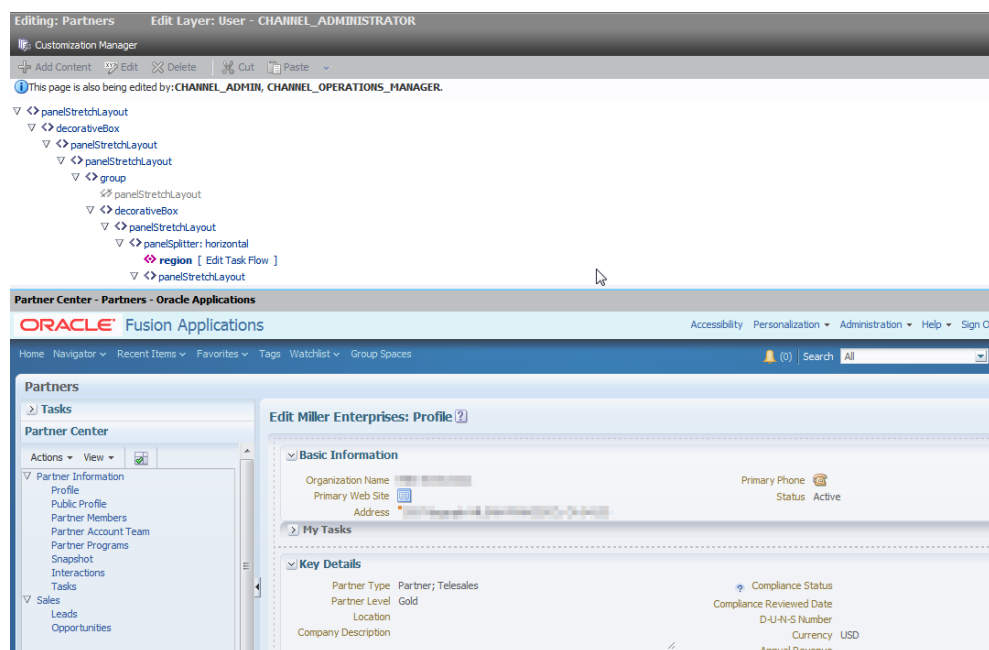 Editing: Partners Edit Layer: User - CHANNEL_ADMINISTRATOR
Customization Manager
Add Content Edit Delete Cut Paste
This page is also being edited by:CHANNEL_ADMIN, CHANNEL_OPERATIONS_MANAGER.
panelStretchLayout
decorativeBox
panelStretchLayout
panelStretchLayout
group
panelStretchLayout
decorativeBox
panelStretchLayout
panelSplitter: horizontal
region [ Edit Task Flow ]
panelStretchLayout
Partner Center - Partners - Oracle Applications
ORACLE Fusion Applications
Accessibility Personalization Administration Help Sign O
Home Navigator Recent Items Favorites Tags Watchlist Group Spaces (0) Search All
Partners
Tasks
Partner Center
Actions View
Partner Information
Profile
Public Profile
Partner Members
Partner Account Team
Partner Programs
Snapshot
Interactions
Tasks
Sales
Leads
Opportunities
Edit Miller Enterprises: Profile ?
Basic Information
Organization Name
Primary Web Site
Address *
Primary Phone
Status Active
My Tasks
Key Details
Partner Type Partner; Telesales
Partner Level Gold
Location
Company Description
? Compliance Status
Compliance Reviewed Date
D-U-N-S Number
Currency USD
Annual Revenue